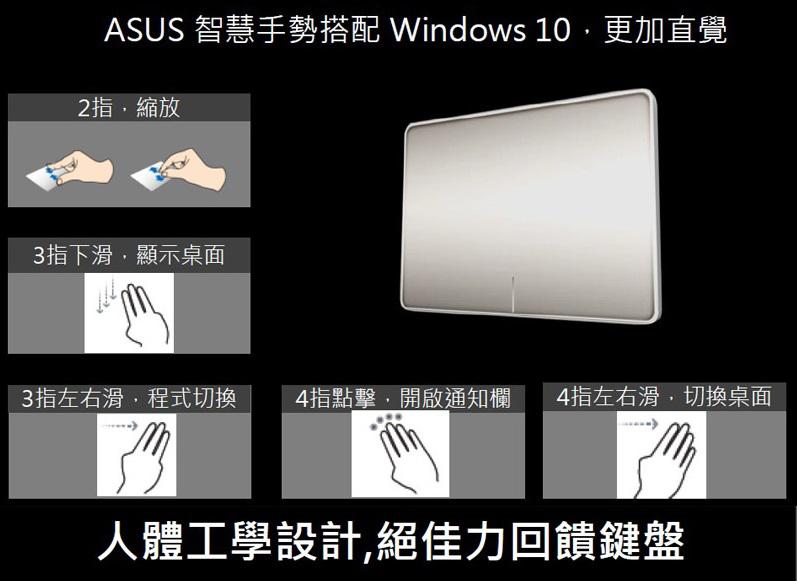 ASUS 智慧手勢搭配 Windows 10，更加直覺
2指，縮放
3指下滑，顯示桌面
3指左右滑，程式切換
4指點擊，開啟通知欄
4指左右滑，切換桌面
人體工學設計,絕佳力回饋鍵盤